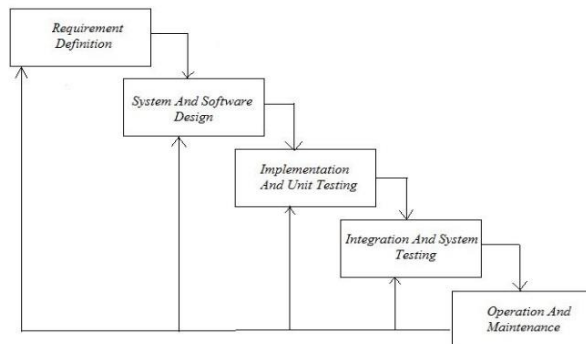 Requirement
Definition
System And Software
Design
Implementation
And Unit Testing
Integration And System
Testing
Operation And
Maintenance